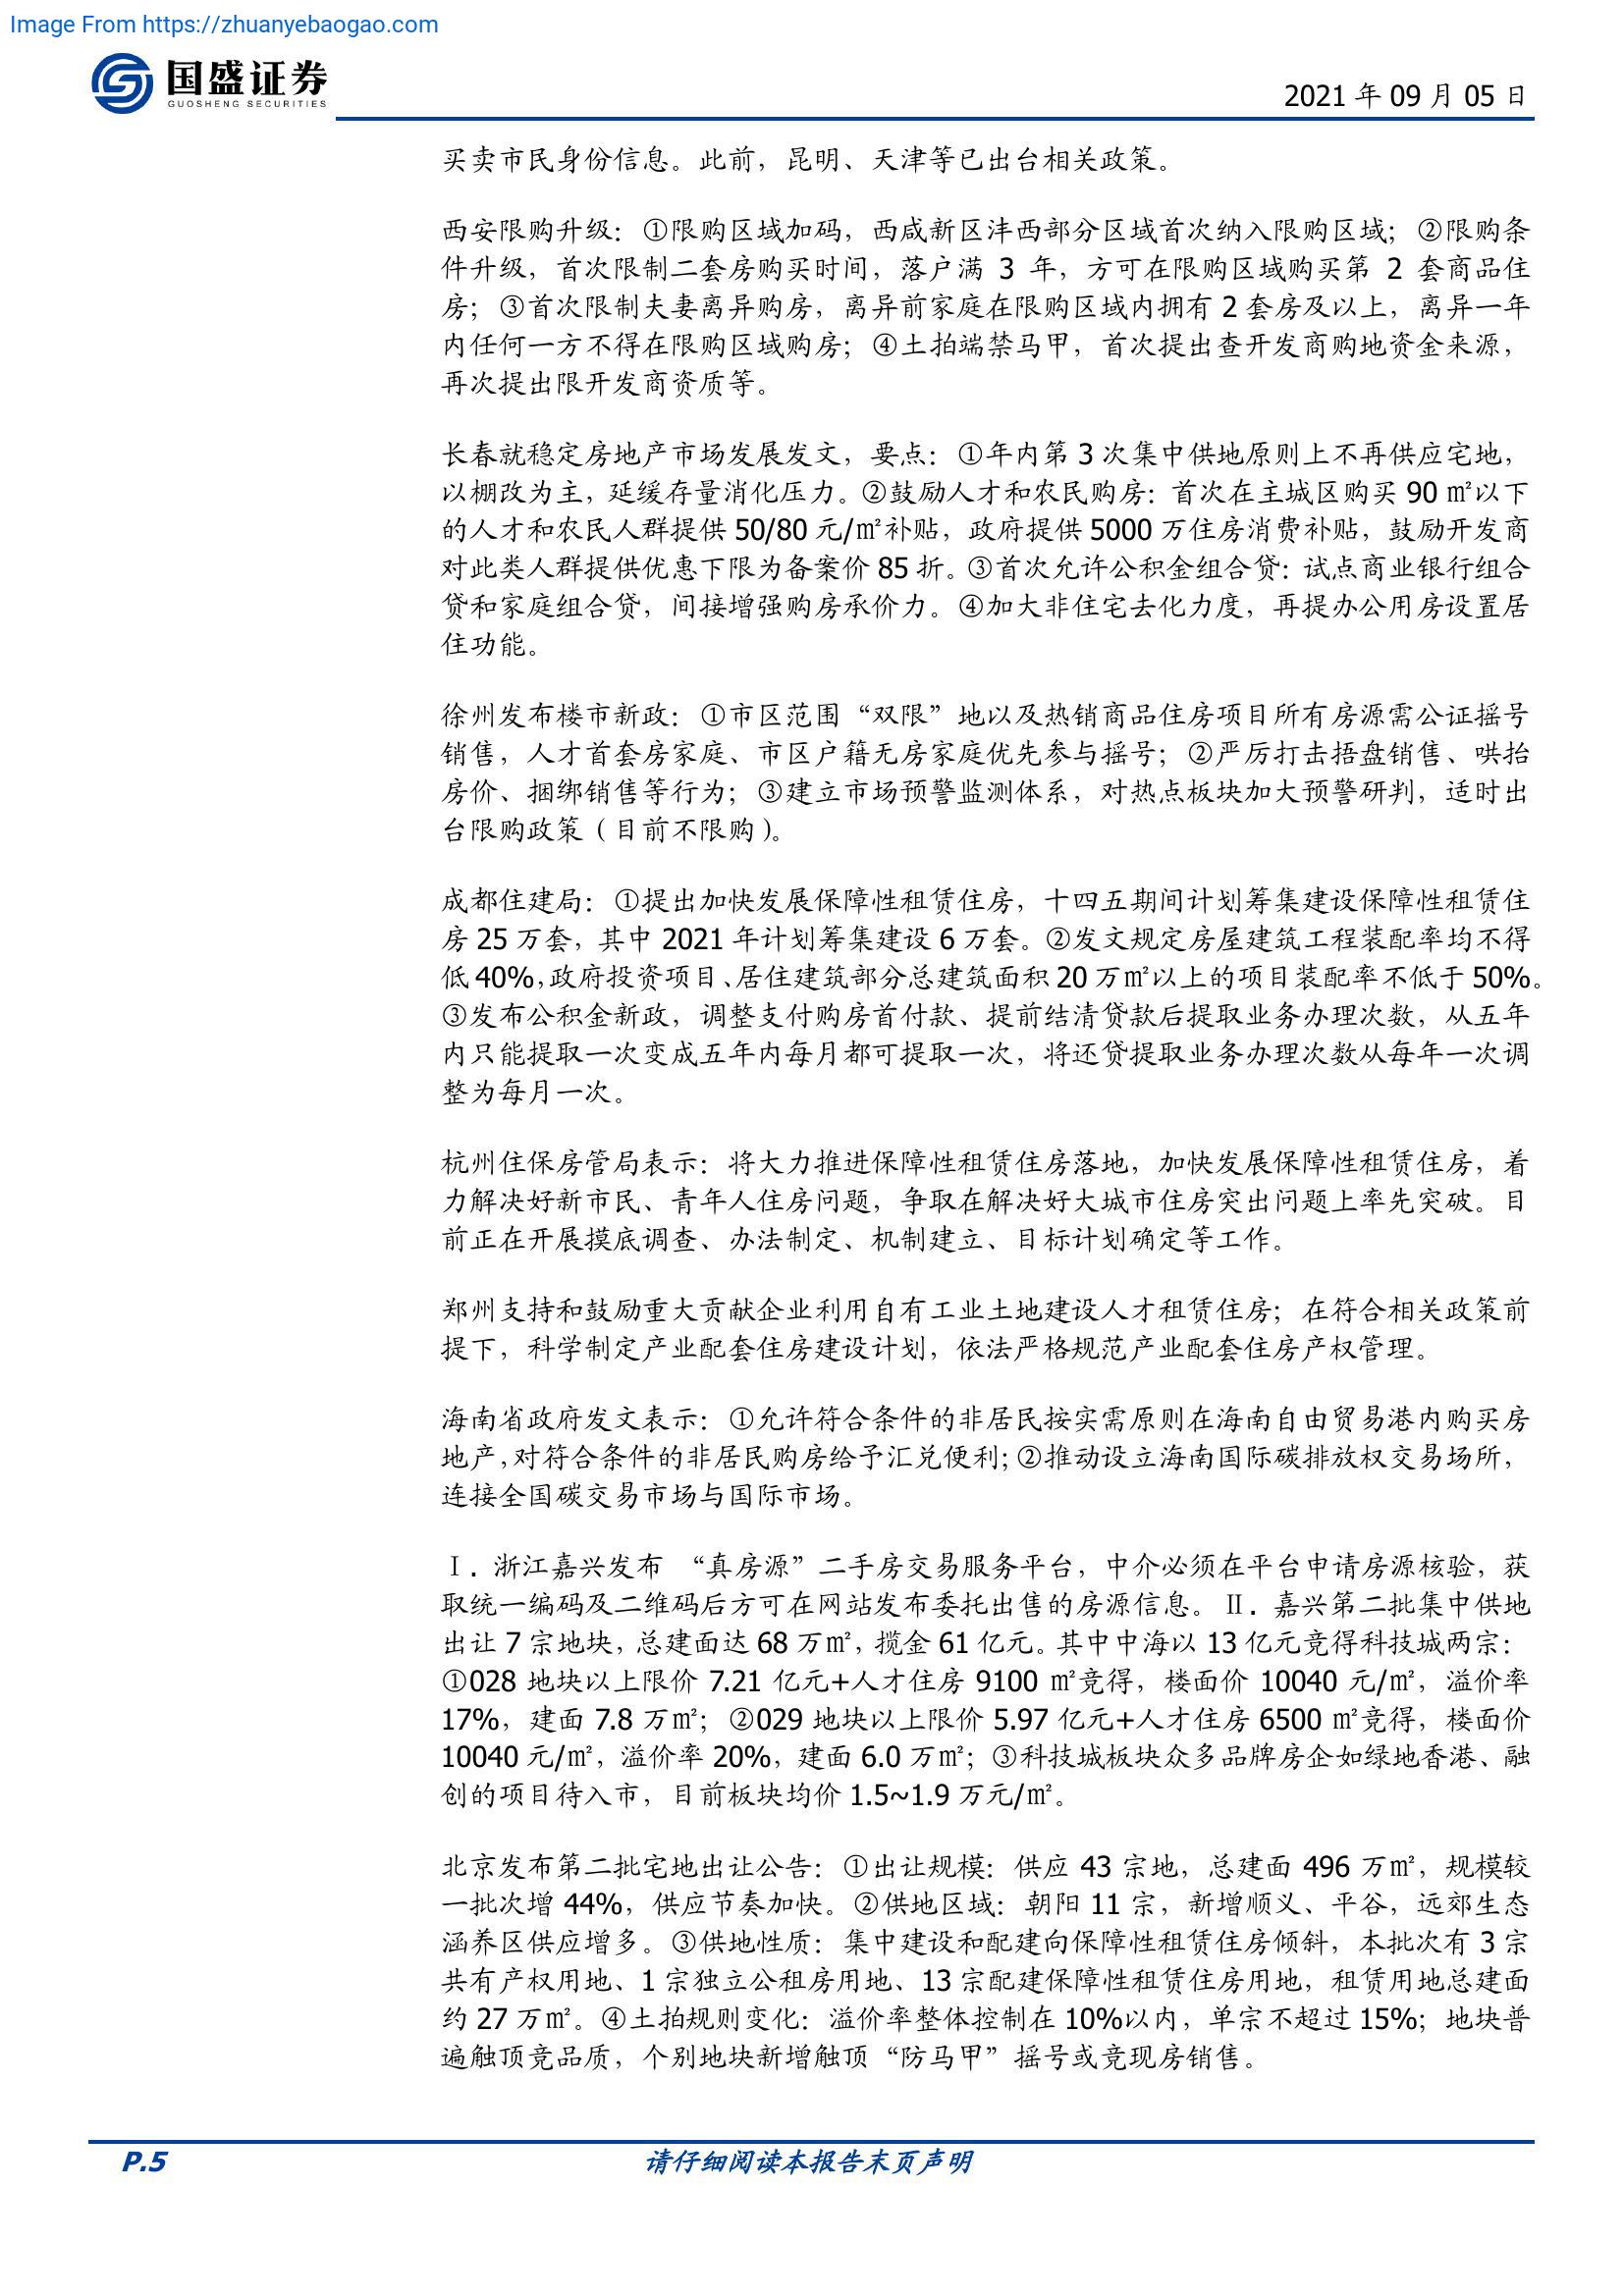 Image From https://zhuanyebaogao.com
国盛证券
GUOSHENG SECURITIES
2021 年 09 月 05 日
买卖市民身份信息。此前，昆明、天津等已出台相关政策。
西安限购升级：①限购区域加码，西咸新区沣西部分区域首次纳入限购区域；②限购条
件升级，首次限制二套房购买时间，落户满 3 年，方可在限购区域购买第 2 套商品住
房；③首次限制夫妻离异购房，离异前家庭在限购区域内拥有 2 套房及以上，离异一年
内任何一方不得在限购区域购房；④土拍端禁马甲，首次提出查开发商购地资金来源，
再次提出限开发商资质等。
长春就稳定房地产市场发展发文，要点：①年内第 3 次集中供地原则上不再供应宅地，
以棚改为主，延缓存量消化压力。②鼓励人才和农民购房：首次在主城区购买 90 ㎡以下
的人才和农民人群提供 50/80 元/㎡补贴，政府提供 5000 万住房消费补贴，鼓励开发商
对此类人群提供优惠下限为备案价 85 折。③首次允许公积金组合贷：试点商业银行组合
贷和家庭组合贷，间接增强购房承价力。④加大非住宅去化力度，再提办公用房设置居
住功能。
徐州发布楼市新政：①市区范围“双限”地以及热销商品住房项目所有房源需公证摇号
销售，人才首套房家庭、市区户籍无房家庭优先参与摇号；②严厉打击捂盘销售、哄抬
房价、捆绑销售等行为；③建立市场预警监测体系，对热点板块加大预警研判，适时出
台限购政策（目前不限购）。
成都住建局：①提出加快发展保障性租赁住房，十四五期间计划筹集建设保障性租赁住
房 25 万套，其中 2021 年计划筹集建设 6 万套。②发文规定房屋建筑工程装配率均不得
低 40%，政府投资项目、居住建筑部分总建筑面积 20 万㎡以上的项目装配率不低于 50%。
③发布公积金新政，调整支付购房首付款、提前结清贷款后提取业务办理次数，从五年
内只能提取一次变成五年内每月都可提取一次，将还贷提取业务办理次数从每年一次调
整为每月一次。
杭州住保房管局表示：将大力推进保障性租赁住房落地，加快发展保障性租赁住房，着
力解决好新市民、青年人住房问题，争取在解决好大城市住房突出问题上率先突破。目
前正在开展摸底调查、办法制定、机制建立、目标计划确定等工作。
郑州支持和鼓励重大贡献企业利用自有工业土地建设人才租赁住房；在符合相关政策前
提下，科学制定产业配套住房建设计划，依法严格规范产业配套住房产权管理。
海南省政府发文表示：①允许符合条件的非居民按实需原则在海南自由贸易港内购买房
地产，对符合条件的非居民购房给予汇兑便利；②推动设立海南国际碳排放权交易场所，
连接全国碳交易市场与国际市场。
Ⅰ. 浙江嘉兴发布 “真房源”二手房交易服务平台，中介必须在平台申请房源核验，获
取统一编码及二维码后方可在网站发布委托出售的房源信息。Ⅱ. 嘉兴第二批集中供地
出让 7 宗地块，总建面达 68 万㎡，揽金 61 亿元。其中中海以 13 亿元竞得科技城两宗：
①028 地块以上限价 7.21 亿元+人才住房 9100 ㎡竞得，楼面价 10040 元/㎡，溢价率
17%，建面 7.8 万㎡；②029 地块以上限价 5.97 亿元+人才住房 6500 ㎡竞得，楼面价
10040 元/㎡，溢价率 20%，建面 6.0 万㎡；③科技城板块众多品牌房企如绿地香港、融
创的项目待入市，目前板块均价 1.5~1.9 万元/㎡。
北京发布第二批宅地出让公告：①出让规模：供应 43 宗地，总建面 496 万㎡，规模较
一批次增 44%，供应节奏加快。②供地区域：朝阳 11 宗，新增顺义、平谷，远郊生态
涵养区供应增多。③供地性质：集中建设和配建向保障性租赁住房倾斜，本批次有 3 宗
共有产权用地、1 宗独立公租房用地、13 宗配建保障性租赁住房用地，租赁用地总建面
约 27 万㎡。④土拍规则变化：溢价率整体控制在 10%以内，单宗不超过 15%；地块普
遍触顶竞品质，个别地块新增触顶“防马甲”摇号或竞现房销售。
P.5
请仔细阅读本报告末页声明